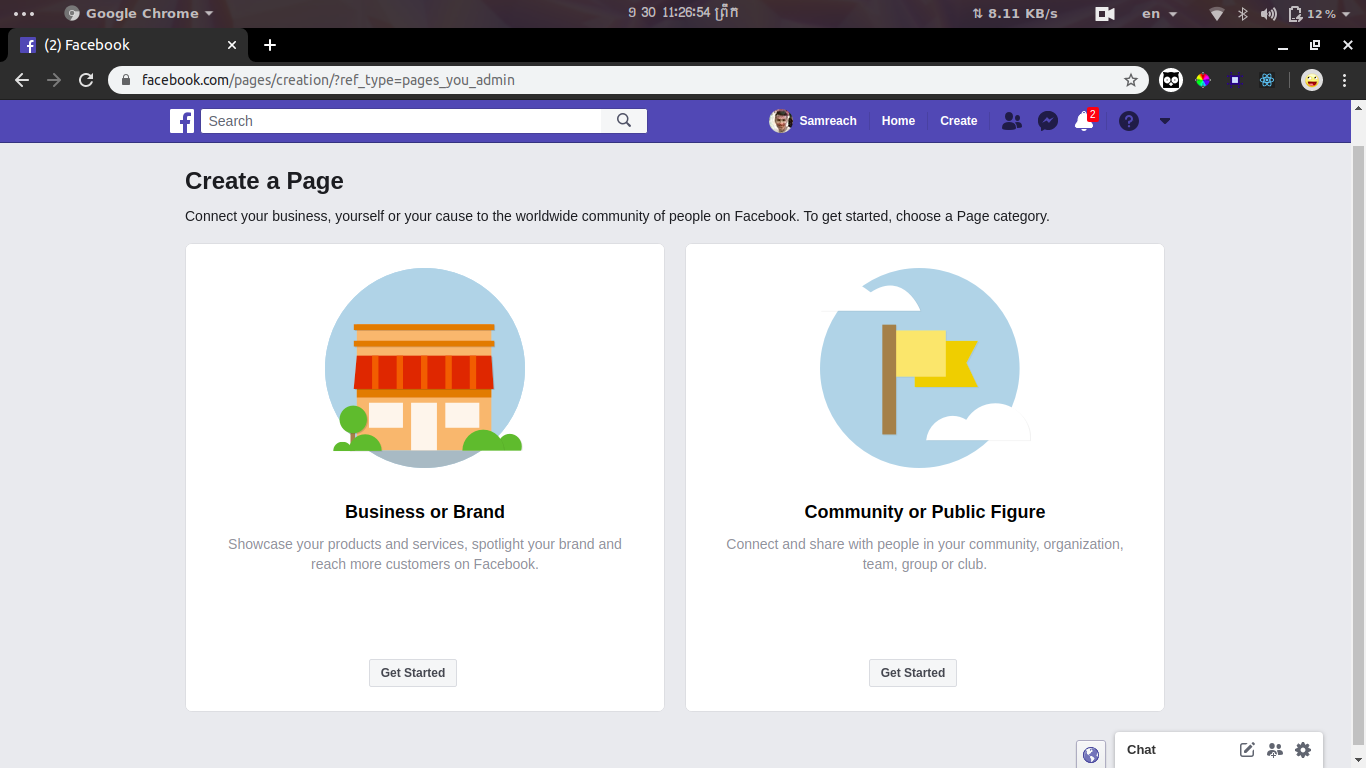 Google Chrome
9 30 11:26:54 ព្រឹក
8.11 KB/s
en
12 %
(2) Facebook
facebook.com/pages/creation/?ref_type=pages_you_admin
Search
Samreach
Home
Create
2
Create a Page
Connect your business, yourself or your cause to the worldwide community of people on Facebook. To get started, choose a Page category.
Business or Brand
Showcase your products and services, spotlight your brand and
reach more customers on Facebook.
Get Started
Community or Public Figure
Connect and share with people in your community, organization,
team, group or club.
Get Started
Chat